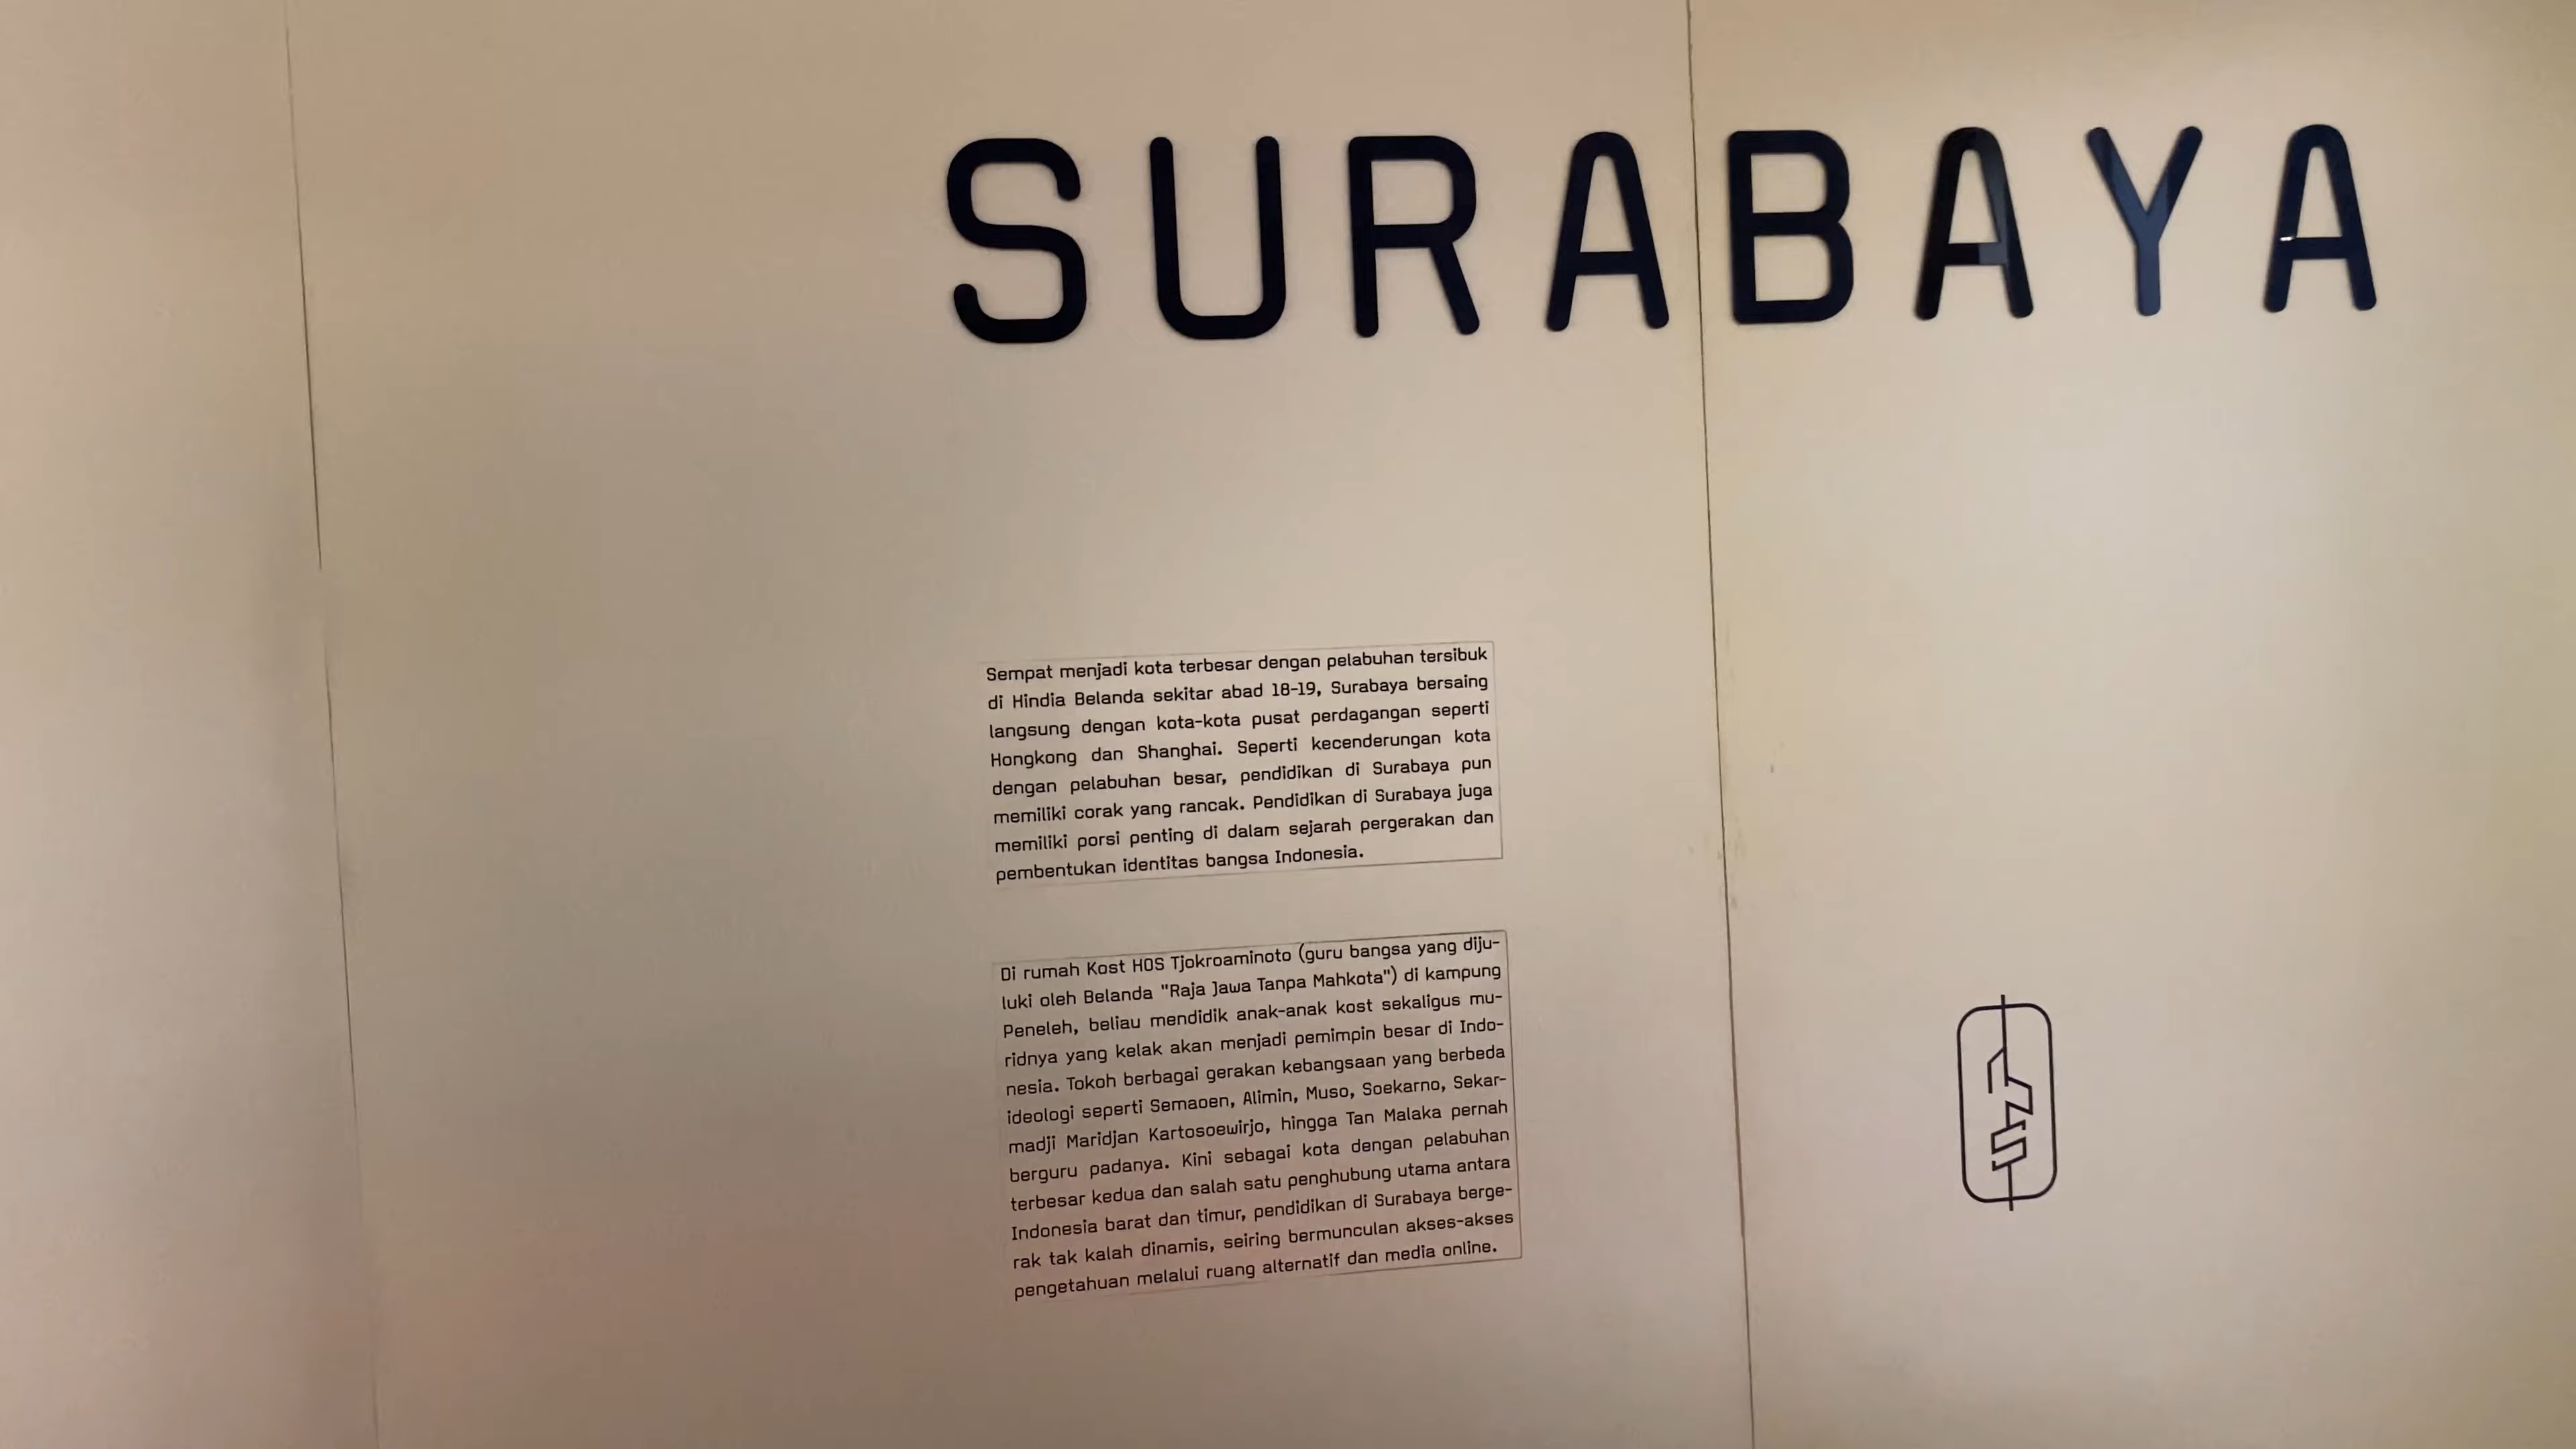 SURABAYA
Sempat menjadi kota terbesar dengan pelabuhan tersibuk
di Hindia Belanda sekitar abad 18-19, Surabaya bersaing
langsung dengan kota-kota pusat perdagangan seperti
Hongkong dan Shanghai. Seperti kecenderungan kota
dengan pelabuhan besar, pendidikan di Surabaya pun
memiliki corak yang rancak. Pendidikan di Surabaya juga
memiliki porsi penting di dalam sejarah pergerakan dan
pembentukan identitas bangsa Indonesia.
Di rumah Kost HOS Tjokroaminoto (guru bangsa yang diju-
luki oleh Belanda "Raja Jawa Tanpa Mahkota") di kampung
Peneleh, beliau mendidik anak-anak kost sekaligus mu-
ridnya yang kelak akan menjadi pemimpin besar di Indo-
nesia. Tokoh berbagai gerakan kebangsaan yang berbeda
ideologi seperti Semaoen, Alimin, Muso, Soekarno, Sekar-
madji Maridjan Kartosoewirjo, hingga Tan Malaka pernah
berguru padanya. Kini sebagai kota dengan pelabuhan
terbesar kedua dan salah satu penghubung utama antara
Indonesia barat dan timur, pendidikan di Surabaya berge-
rak tak kalah dinamis, seiring bermunculan akses-akses
pengetahuan melalui ruang alternatif dan media online.